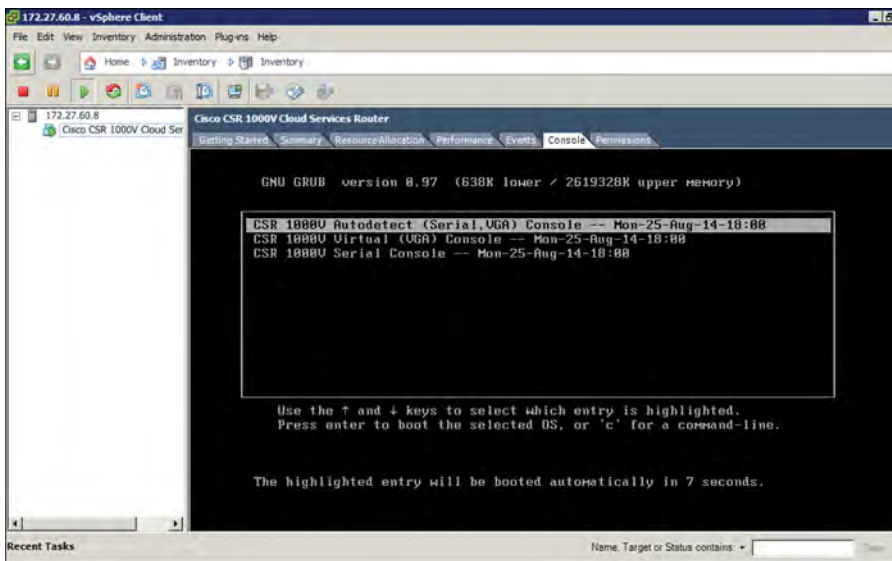 172.27.60.8 - vSphere Client
File Edit View Inventory Administration Plug-ins Help
Home Inventory Inventory
172.27.60.8
Cisco CSR 1000V Cloud Ser
Cisco CSR 1000V Cloud Services Router
Getting Started Summary Resource Allocation Performance Events Console Permissions
GNU GRUB version 0.97 (638K lower / 2619328K upper memory)
CSR 1000V Autodetect (Serial,VGA) Console -- Mon-25-Aug-14-18:00
CSR 1000V Virtual (VGA) Console -- Mon-25-Aug-14-18:00
CSR 1000V Serial Console -- Mon-25-Aug-14-18:00
Use the ↑ and ↓ keys to select which entry is highlighted.
Press enter to boot the selected OS, or 'c' for a command-line.
The highlighted entry will be booted automatically in 7 seconds.
Recent Tasks
Name, Target or Status contains: